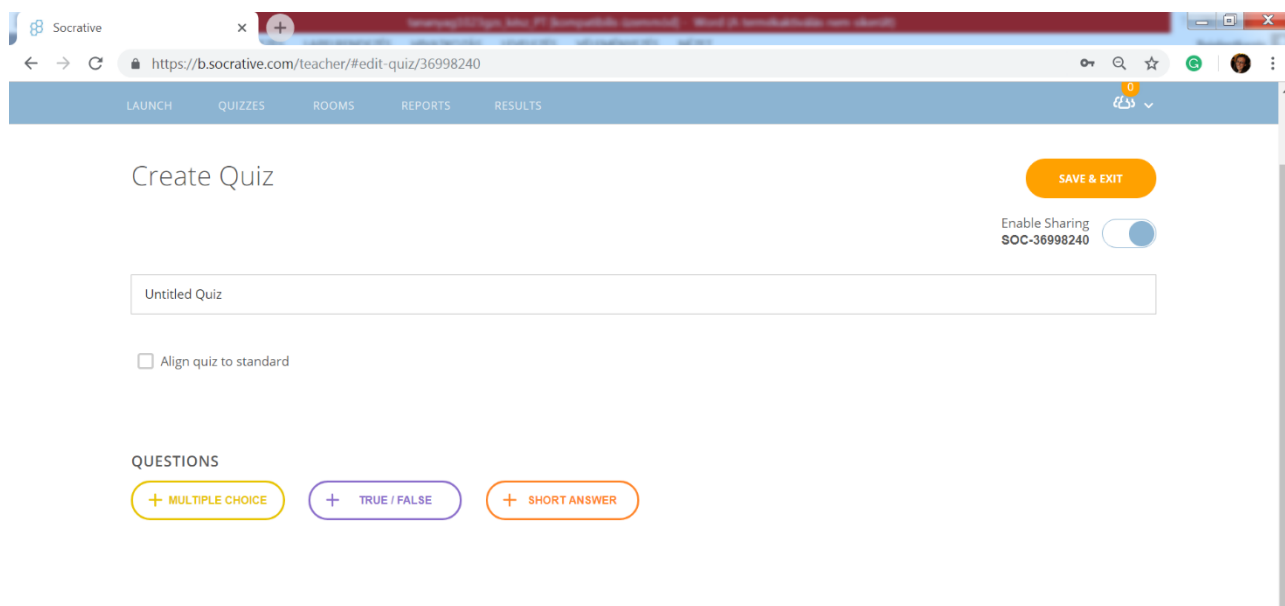 Socrative
https://b.socrative.com/teacher/#edit-quiz/36998240
LAUNCH QUIZZES ROOMS REPORTS RESULTS
0
Create Quiz
SAVE & EXIT
Enable Sharing
SOC-36998240
Untitled Quiz
Align quiz to standard
QUESTIONS
+ MULTIPLE CHOICE + TRUE / FALSE + SHORT ANSWER